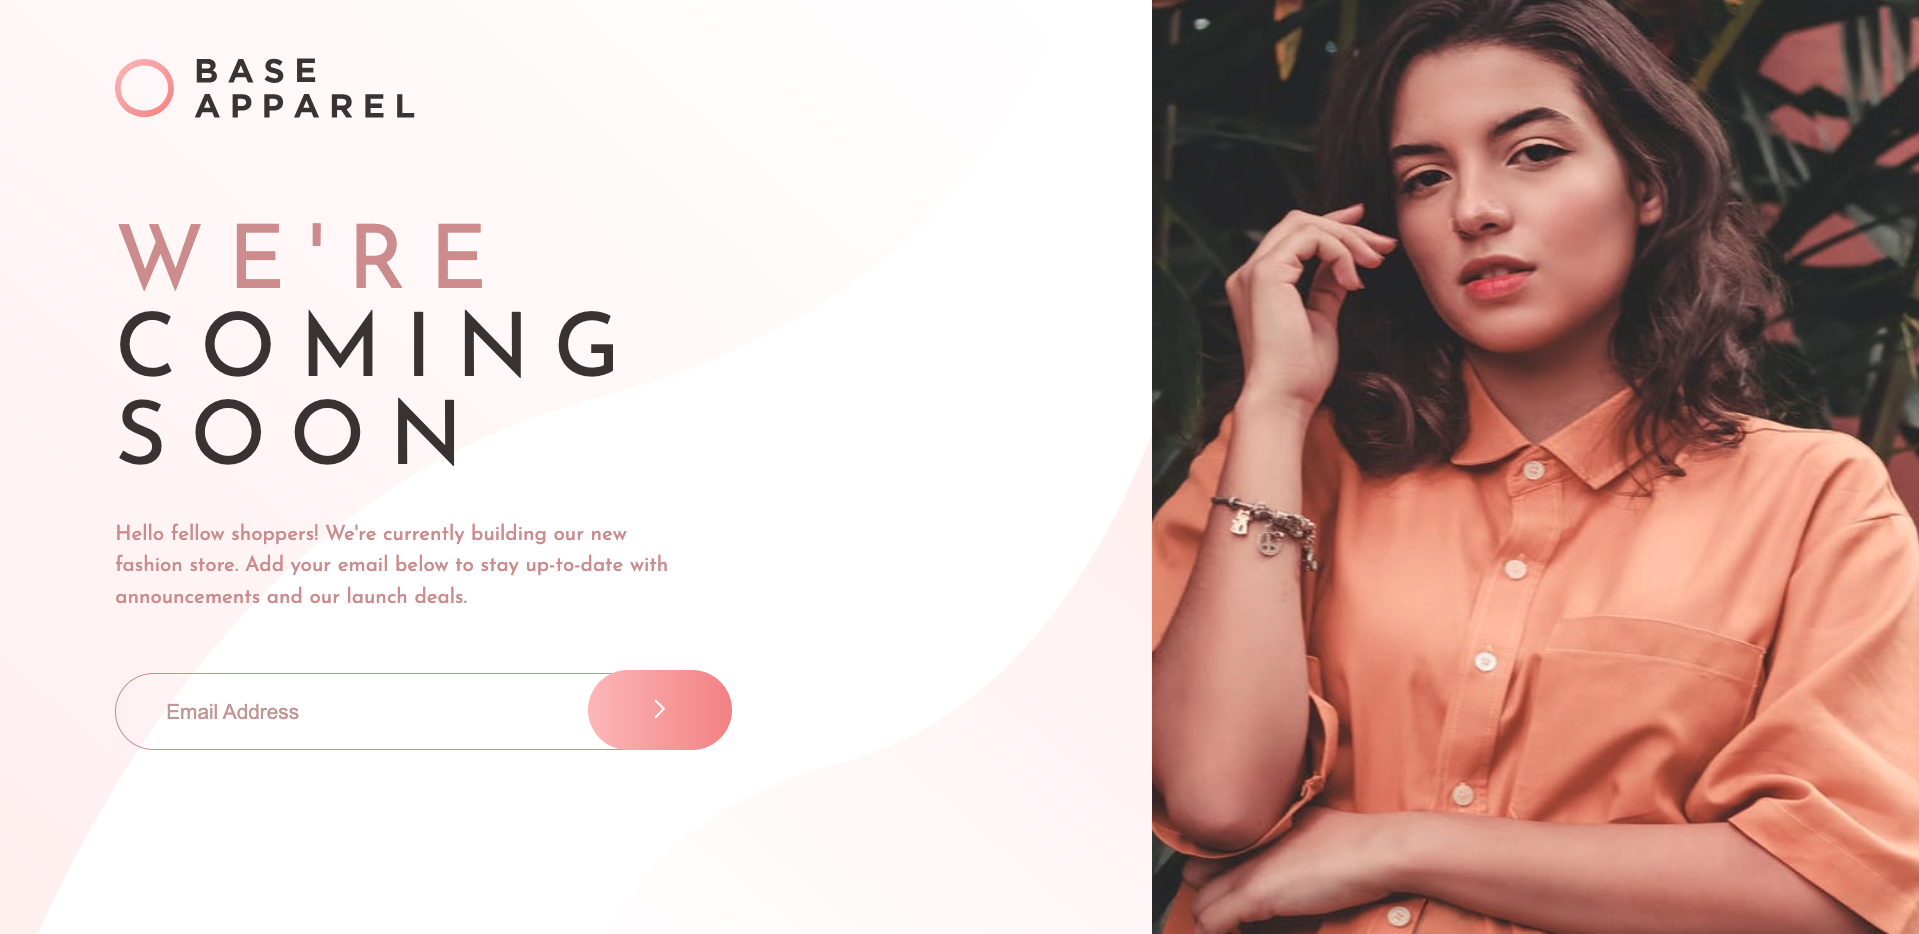 BASE
APPAREL
WE'RE
COMING
SOON
Hello fellow shoppers! We're currently building our new
fashion store. Add your email below to stay up-to-date with
announcements and our launch deals.
Email Address